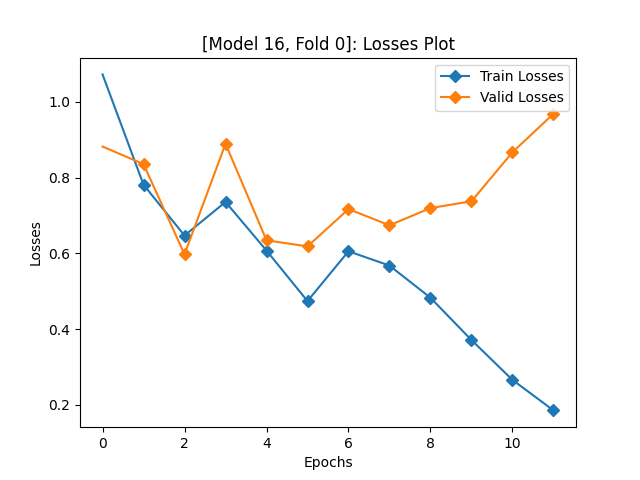 [Model 16, Fold 0]: Losses Plot
Train Losses
Valid Losses
1.0
0.8
0.6
0.4
0.2
Losses
0 2 4 6 8 10
Epochs